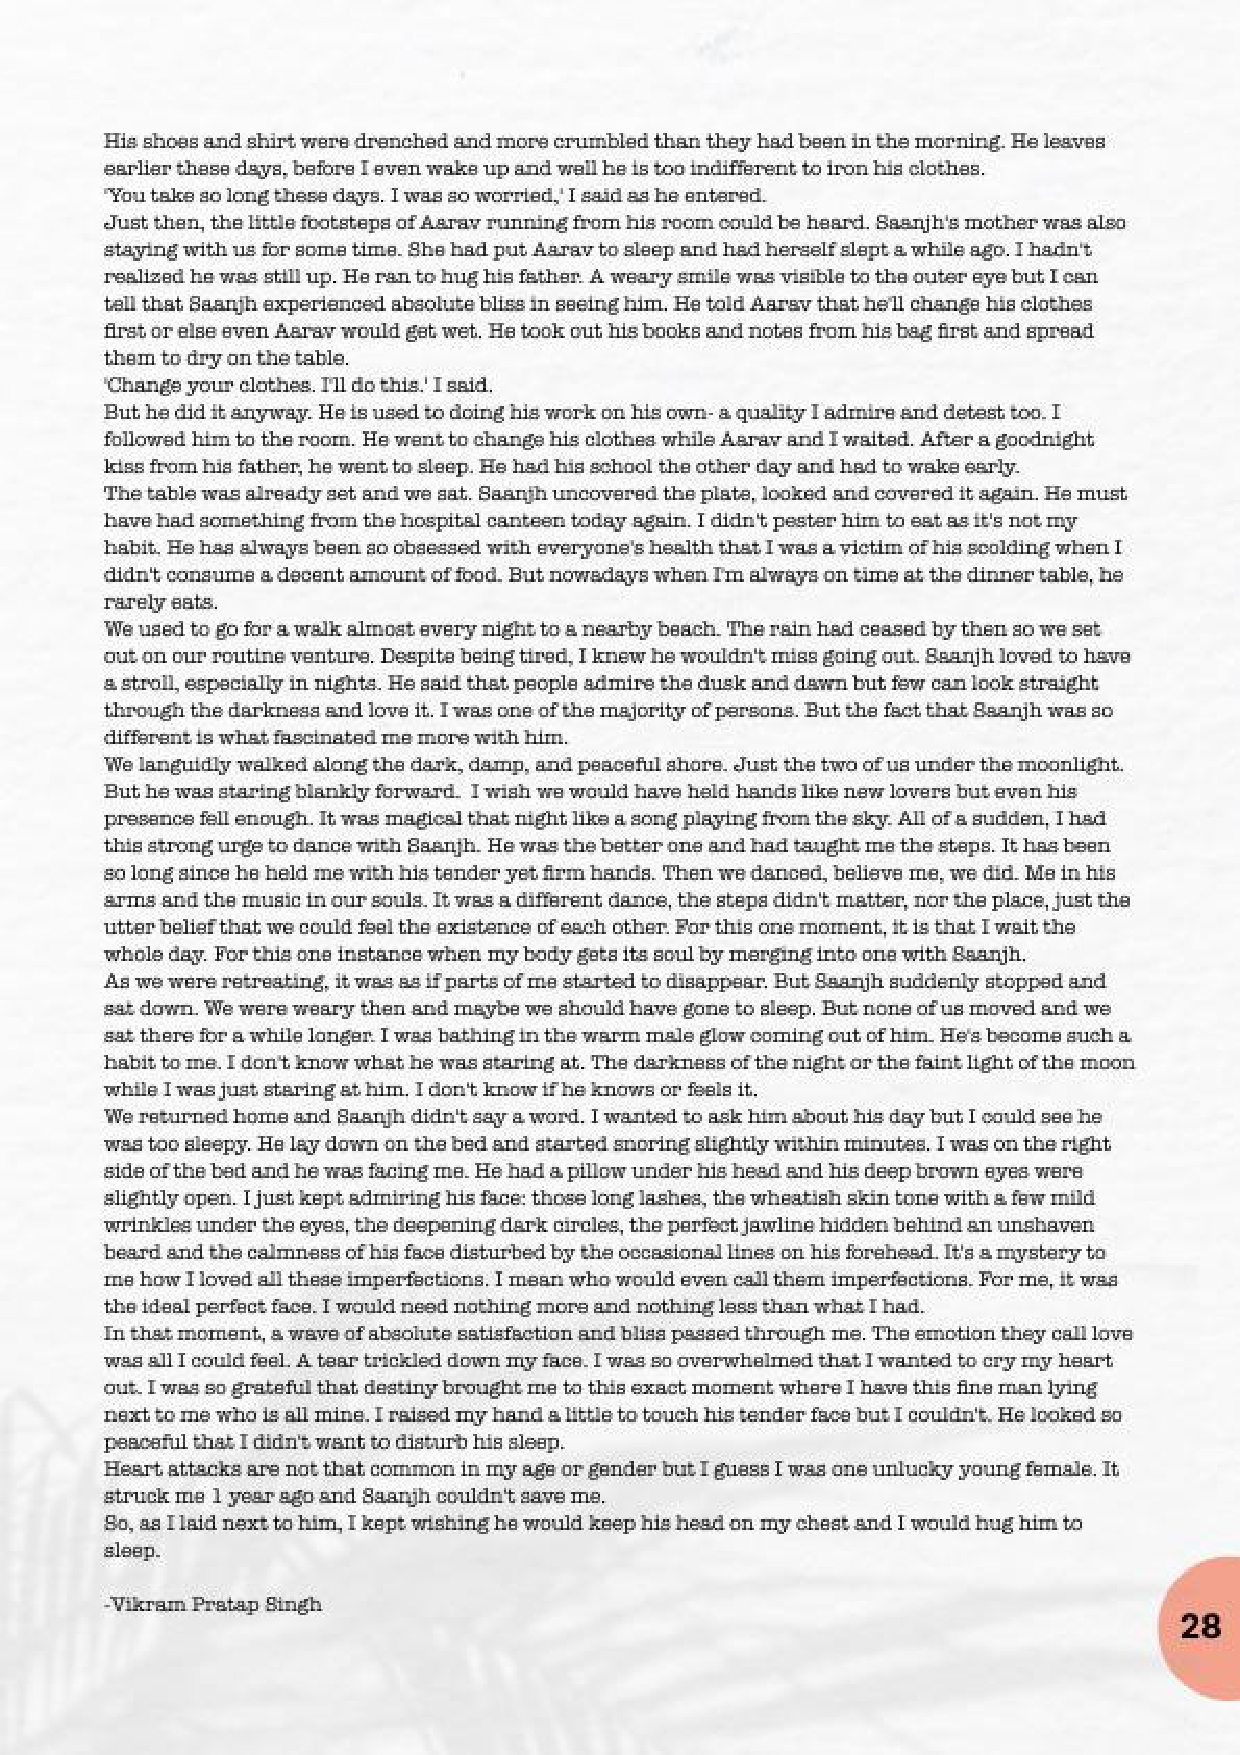 His shoes and shirt were drenched and more crumbled than they had been in the morning. He leaves
earlier these days, before I even wake up and well he is too indifferent to iron his clothes.
'You take so long these days. I was so worried,' I said as he entered.
Just then, the little footsteps of Aarav running from his room could be heard. Saanjh's mother was also
staying with us for some time. She had put Aarav to sleep and had herself slept a while ago. I hadn't
realized he was still up. He ran to hug his father. A weary smile was visible to the outer eye but I can
tell that Saanjh experienced absolute bliss in seeing him. He told Aarav that he'll change his clothes
first or else even Aarav would get wet. He took out his books and notes from his bag first and spread
them to dry on the table.
'Change your clothes. I'll do this.' I said.
But he did it anyway. He is used to doing his work on his own- a quality I admire and detest too. I
followed him to the room. He went to change his clothes while Aarav and I waited. After a goodnight
kiss from his father, he went to sleep. He had his school the other day and had to wake early.
The table was already set and we sat. Saanjh uncovered the plate, looked and covered it again. He must
have had something from the hospital canteen today again. I didn't pester him to eat as it's not my
habit. He has always been so obsessed with everyone's health that I was a victim of his scolding when I
didn't consume a decent amount of food. But nowadays when I'm always on time at the dinner table, he
rarely eats.
We used to go for a walk almost every night to a nearby beach. The rain had ceased by then so we set
out on our routine venture. Despite being tired, I knew he wouldn't miss going out. Saanjh loved to have
a stroll, especially in nights. He said that people admire the dusk and dawn but few can look straight
through the darkness and love it. I was one of the majority of persons. But the fact that Saanjh was so
different is what fascinated me more with him.
We languidly walked along the dark, damp, and peaceful shore. Just the two of us under the moonlight.
But he was staring blankly forward.  I wish we would have held hands like new lovers but even his
presence fell enough. It was magical that night like a song playing from the sky. All of a sudden, I had
this strong urge to dance with Saanjh. He was the better one and had taught me the steps. It has been
so long since he held me with his tender yet firm hands. Then we danced, believe me, we did. Me in his
arms and the music in our souls. It was a different dance, the steps didn't matter, nor the place, just the
utter belief that we could feel the existence of each other. For this one moment, it is that I wait the
whole day. For this one instance when my body gets its soul by merging into one with Saanjh.
As we were retreating, it was as if parts of me started to disappear. But Saanjh suddenly stopped and
sat down. We were weary then and maybe we should have gone to sleep. But none of us moved and we
sat there for a while longer. I was bathing in the warm male glow coming out of him. He's become such a
habit to me. I don't know what he was staring at. The darkness of the night or the faint light of the moon
while I was just staring at him. I don't know if he knows or feels it.
We returned home and Saanjh didn't say a word. I wanted to ask him about his day but I could see he
was too sleepy. He lay down on the bed and started snoring slightly within minutes. I was on the right
side of the bed and he was facing me. He had a pillow under his head and his deep brown eyes were
slightly open. I just kept admiring his face: those long lashes, the wheatish skin tone with a few mild
wrinkles under the eyes, the deepening dark circles, the perfect jawline hidden behind an unshaven
beard and the calmness of his face disturbed by the occasional lines on his forehead. It's a mystery to
me how I loved all these imperfections. I mean who would even call them imperfections. For me, it was
the ideal perfect face. I would need nothing more and nothing less than what I had.
In that moment, a wave of absolute satisfaction and bliss passed through me. The emotion they call love
was all I could feel. A tear trickled down my face. I was so overwhelmed that I wanted to cry my heart
out. I was so grateful that destiny brought me to this exact moment where I have this fine man lying
next to me who is all mine. I raised my hand a little to touch his tender face but I couldn't. He looked so
peaceful that I didn't want to disturb his sleep.
Heart attacks are not that common in my age or gender but I guess I was one unlucky young female. It
struck me 1 year ago and Saanjh couldn't save me.
So, as I laid next to him, I kept wishing he would keep his head on my chest and I would hug him to
sleep.
-Vikram Pratap Singh
28